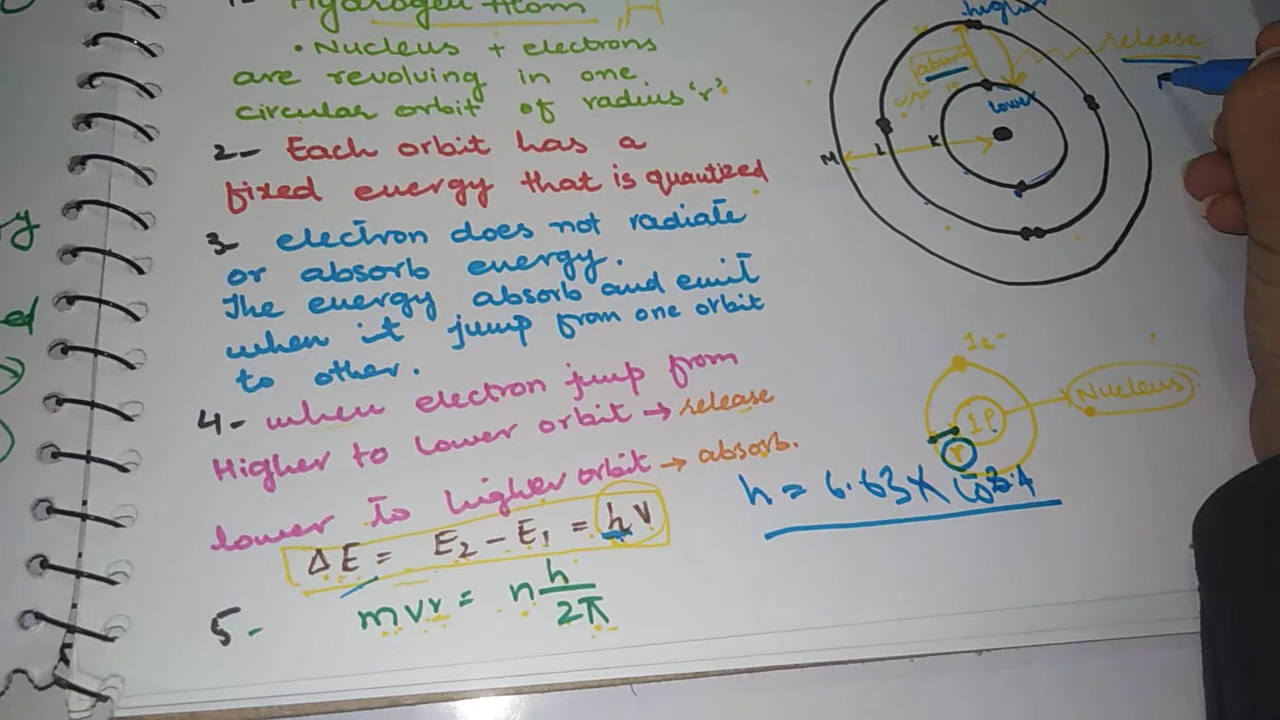 1- Hydrogen Atom
• Nucleus + electrons
are revolving in one
circular orbit of radius 'r'
2- Each orbit has a
fixed energy that is quantized
3- electron does not radiate
or absorb energy.
The energy absorb and emit
when it jump from one orbit
to other.
4- when electron jump from
Higher to lower orbit → release
lower to higher orbit → absorb.
ΔE = E₂ - E₁ = hv
5- mvr = n h/2π
higher
release
absorb
lower
M L K
1e-
1P
Nucleus
r
h = 6.63 x 10-34